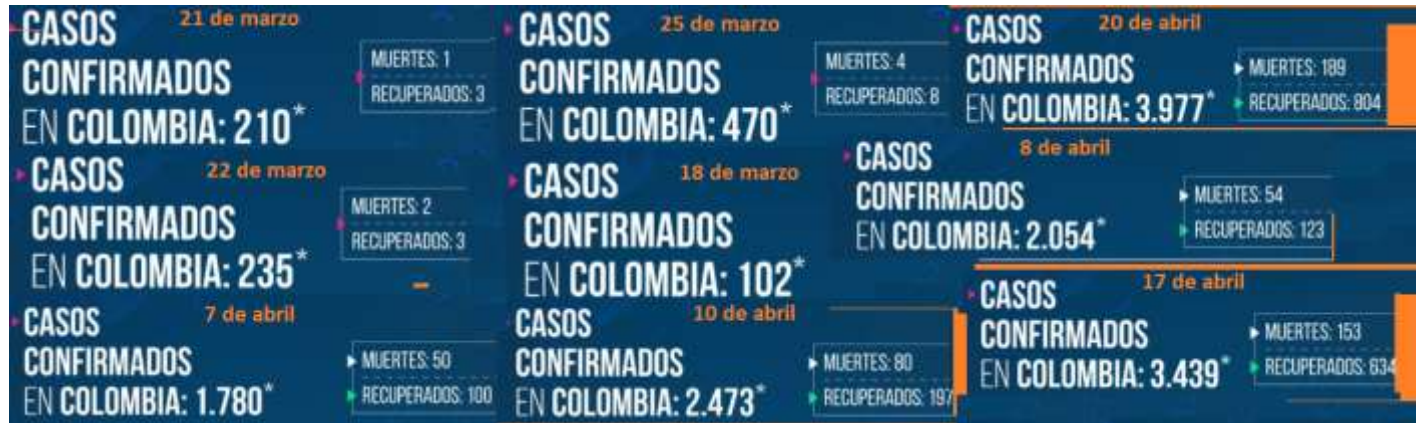 21 de marzo
CASOS
CONFIRMADOS
EN COLOMBIA: 210*
MUERTES: 1
RECUPERADOS: 3
22 de marzo
CASOS
CONFIRMADOS
EN COLOMBIA: 235*
MUERTES: 2
RECUPERADOS: 3
7 de abril
CASOS
CONFIRMADOS
EN COLOMBIA: 1.780*
MUERTES: 50
RECUPERADOS: 100
25 de marzo
CASOS
CONFIRMADOS
EN COLOMBIA: 470*
MUERTES: 4
RECUPERADOS: 8
18 de marzo
CASOS
CONFIRMADOS
EN COLOMBIA: 102*
10 de abril
CASOS
CONFIRMADOS
EN COLOMBIA: 2.473*
MUERTES: 80
RECUPERADOS: 197
20 de abril
CASOS
CONFIRMADOS
EN COLOMBIA: 3.977*
MUERTES: 189
RECUPERADOS: 804
8 de abril
CASOS
CONFIRMADOS
EN COLOMBIA: 2.054*
MUERTES: 54
RECUPERADOS: 123
17 de abril
CASOS
CONFIRMADOS
EN COLOMBIA: 3.439*
MUERTES: 153
RECUPERADOS: 634